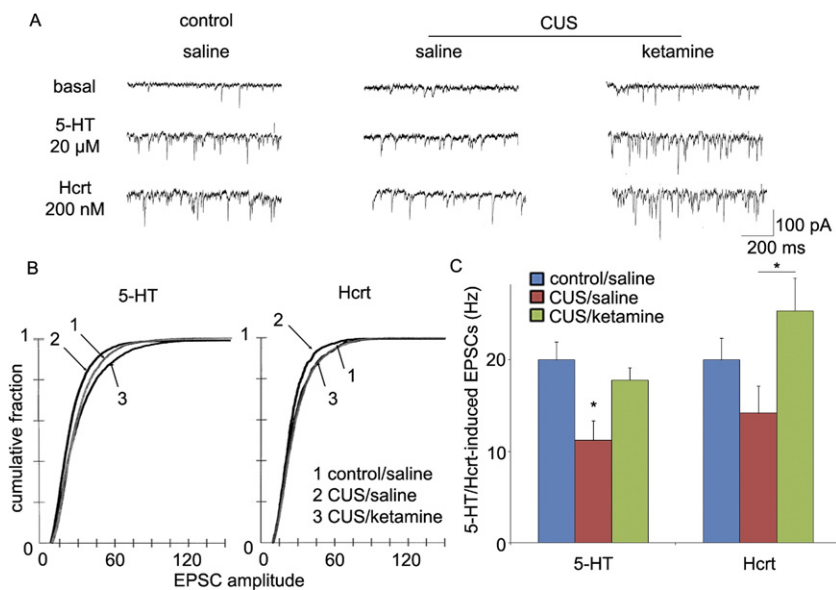 A
control
CUS
saline
saline
ketamine
basal
5-HT
20 µM
Hcrt
200 nM
100 pA
200 ms
B
5-HT
Hcrt
cumulative fraction
1
0
2
1
3
0
60
120
1
0
2
3
1
0
60
120
1 control/saline
2 CUS/saline
3 CUS/ketamine
EPSC amplitude
C
control/saline
CUS/saline
CUS/ketamine
*
*
5-HT/Hcrt-induced EPSCs (Hz)
20
10
0
5-HT
Hcrt